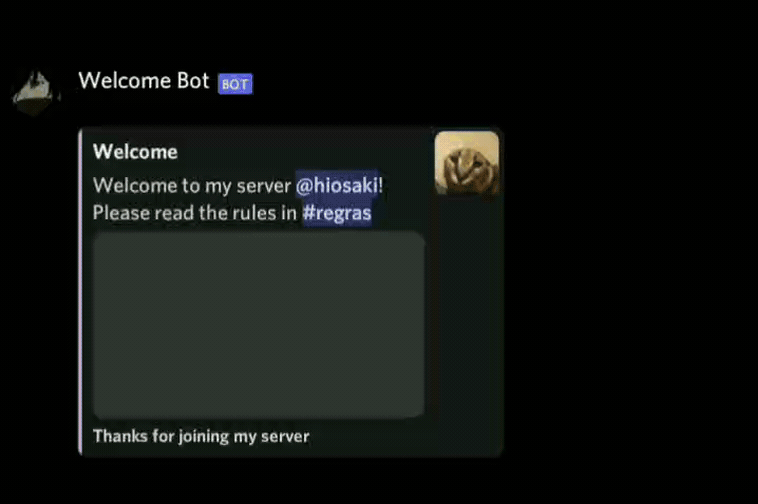 Welcome Bot BOT
Welcome
Welcome to my server @hiosaki!
Please read the rules in #regras
Thanks for joining my server